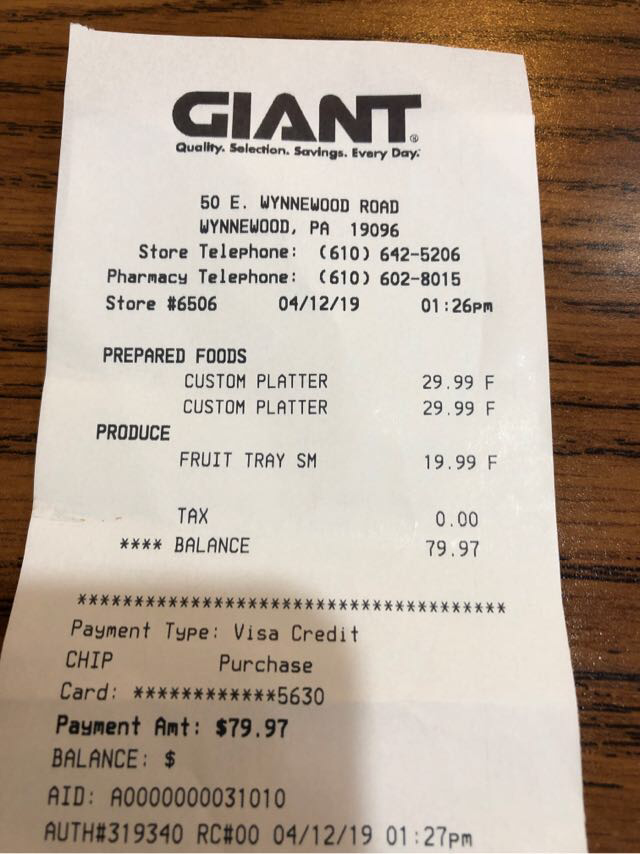 GIANT®
Quality. Selection. Savings. Every Day.
50 E. WYNNEWOOD ROAD
WYNNEWOOD, PA 19096
Store Telephone: (610) 642-5206
Pharmacy Telephone: (610) 602-8015
Store #6506 04/12/19 01:26pm
PREPARED FOODS
CUSTOM PLATTER 29.99 F
CUSTOM PLATTER 29.99 F
PRODUCE
FRUIT TRAY SM 19.99 F
TAX 0.00
**** BALANCE 79.97
**************************************
Payment Type: Visa Credit
CHIP Purchase
Card: ************5630
Payment Amt: $79.97
BALANCE: $
AID: A0000000031010
AUTH#319340 RC#00 04/12/19 01:27pm